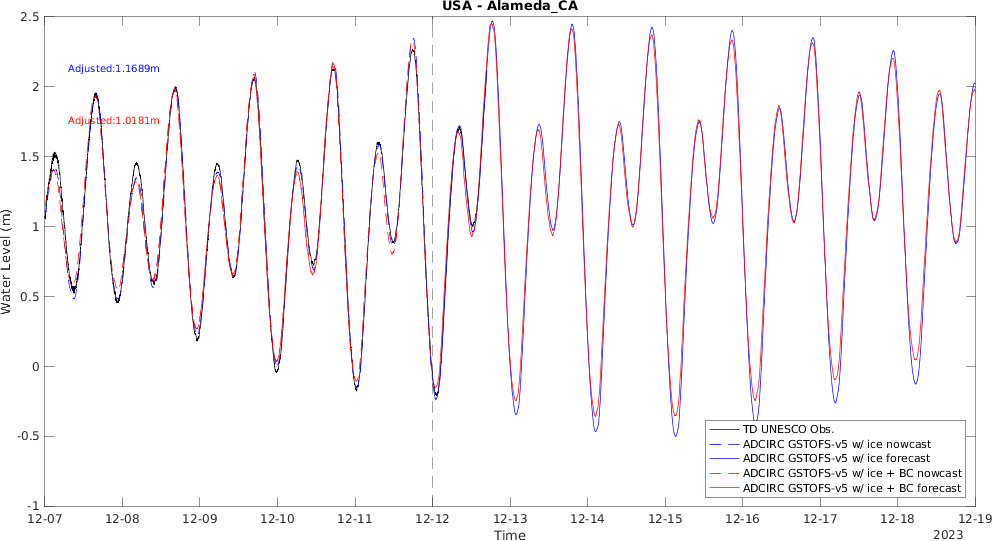 USA - Alameda_CA
2.5
Adjusted:1.1689m
2
Adjusted:1.0181m
1.5
1
Water Level (m)
0.5
0
-0.5
-1
TD UNESCO Obs.
ADCIRC GSTOFS-v5 w/ ice nowcast
ADCIRC GSTOFS-v5 w/ ice forecast
ADCIRC GSTOFS-v5 w/ ice + BC nowcast
ADCIRC GSTOFS-v5 w/ ice + BC forecast
12-07 12-08 12-09 12-10 12-11 12-12 12-13 12-14 12-15 12-16 12-17 12-18 12-19
Time
2023